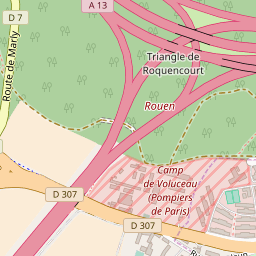 D 7
A 13
Route de Marly
Triangle de
Roquencourt
Rouen
Camp
de Voluceau
(Pompiers
de Paris)
D 307
D 307